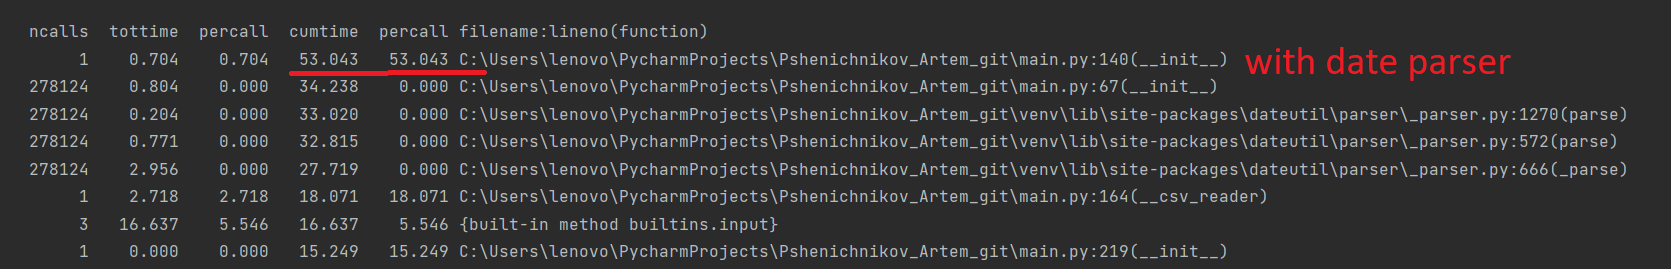 ncalls tottime percall cumtime percall filename:lineno(function)
1 0.704 0.704 53.043 53.043 C:\Users\lenovo\PycharmProjects\Pshenichnikov_Artem_git\main.py:140(__init__) with date parser
278124 0.804 0.000 34.238 0.000 C:\Users\lenovo\PycharmProjects\Pshenichnikov_Artem_git\main.py:67(__init__)
278124 0.204 0.000 33.020 0.000 C:\Users\lenovo\PycharmProjects\Pshenichnikov_Artem_git\venv\lib\site-packages\dateutil\parser\_parser.py:1270(parse)
278124 0.771 0.000 32.815 0.000 C:\Users\lenovo\PycharmProjects\Pshenichnikov_Artem_git\venv\lib\site-packages\dateutil\parser\_parser.py:572(parse)
278124 2.956 0.000 27.719 0.000 C:\Users\lenovo\PycharmProjects\Pshenichnikov_Artem_git\venv\lib\site-packages\dateutil\parser\_parser.py:666(_parse)
1 2.718 2.718 18.071 18.071 C:\Users\lenovo\PycharmProjects\Pshenichnikov_Artem_git\main.py:164(__csv_reader)
3 16.637 5.546 16.637 5.546 {built-in method builtins.input}
1 0.000 0.000 15.249 15.249 C:\Users\lenovo\PycharmProjects\Pshenichnikov_Artem_git\main.py:219(__init__)